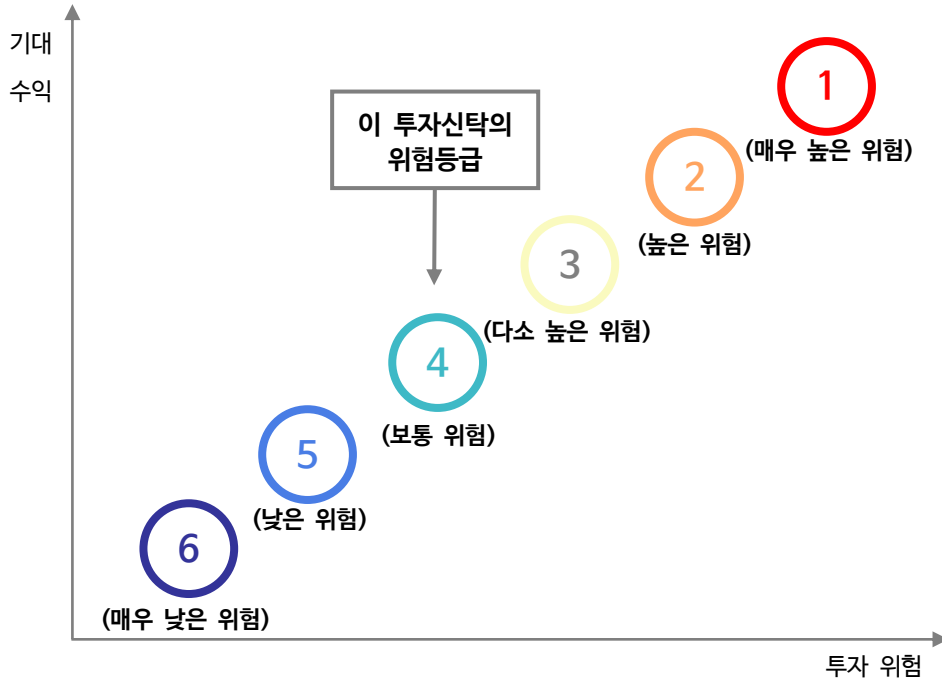 기대
수익
1
(매우 높은 위험)
이 투자신탁의
위험등급
2
(높은 위험)
3
(다소 높은 위험)
4
(보통 위험)
5
(낮은 위험)
6
(매우 낮은 위험)
투자 위험